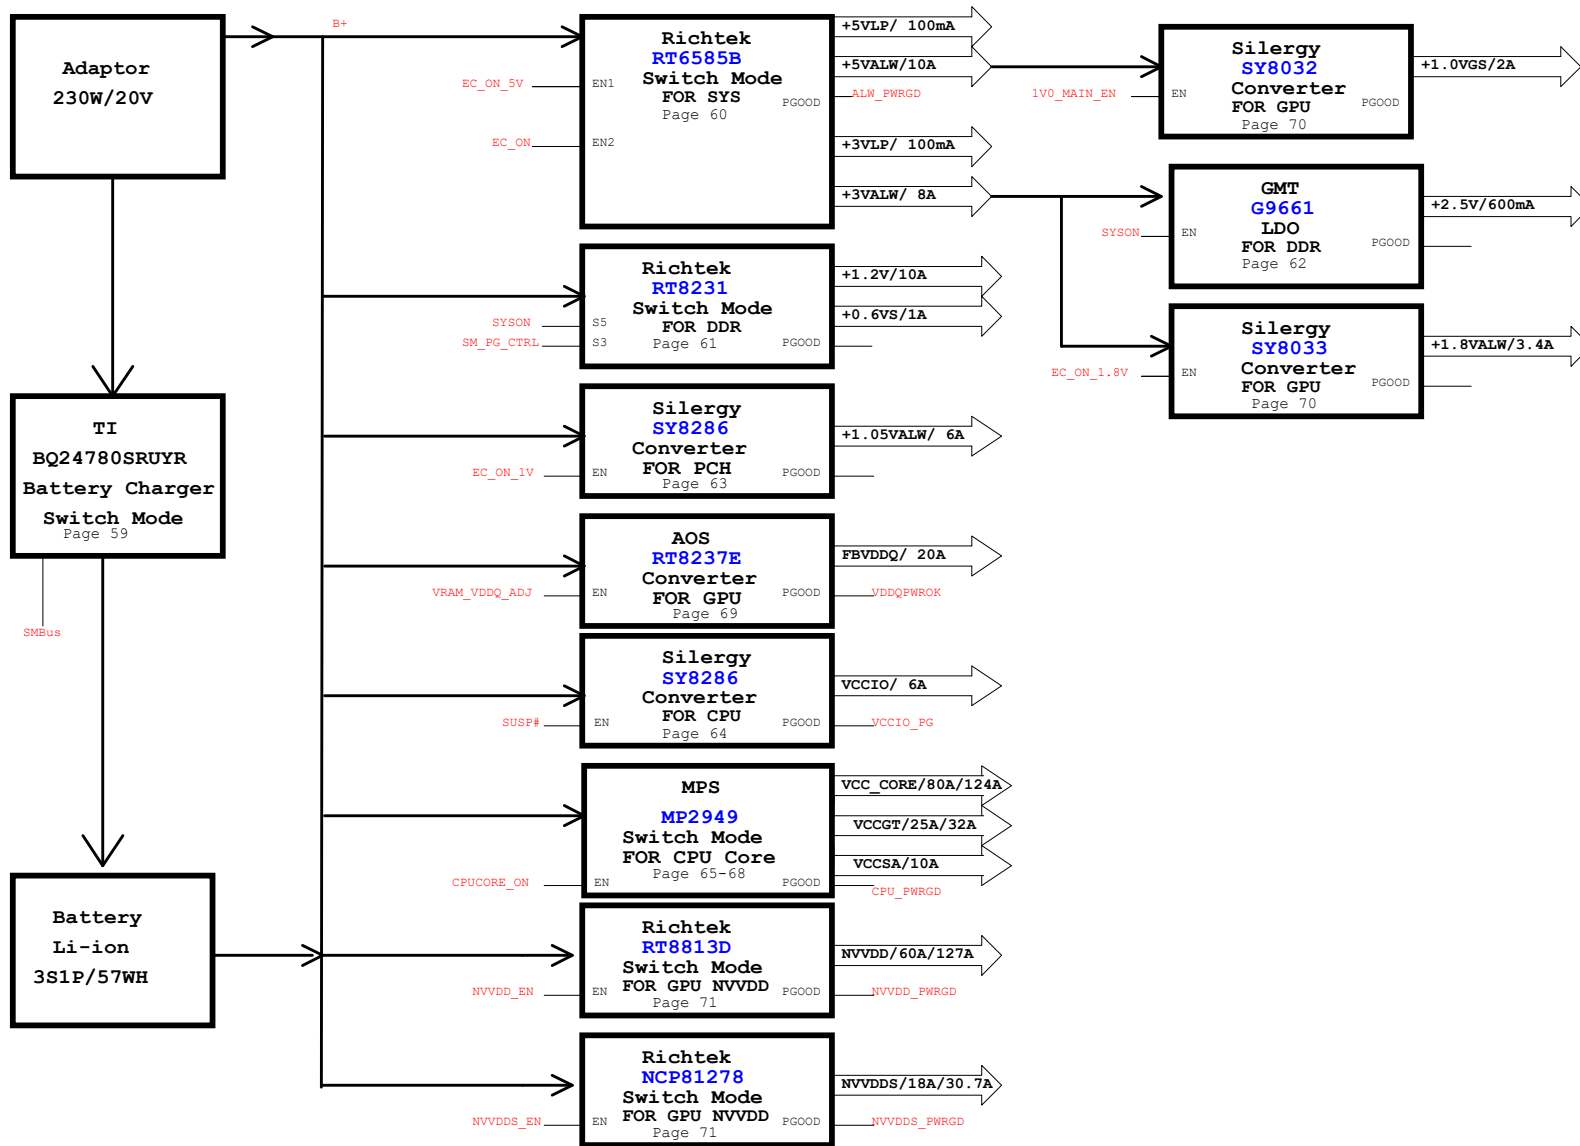 B+
Adaptor
230W/20V
TI
BQ24780SRUYR
Battery Charger
Switch Mode
Page 59
SMBus
Battery
Li-ion
3S1P/57WH
Richtek
RT6585B
Switch Mode
FOR SYS
Page 60
EC_ON_5V
EN1
EC_ON
EN2
PGOOD
+5VLP/ 100mA
+5VALW/10A
ALW_PWRGD
+3VLP/ 100mA
+3VALW/ 8A
Silergy
SY8032
Converter
FOR GPU
Page 70
1V0_MAIN_EN
EN
PGOOD
+1.0VGS/2A
GMT
G9661
LDO
FOR DDR
Page 62
SYSON
EN
PGOOD
+2.5V/600mA
Silergy
SY8033
Converter
FOR GPU
Page 70
EC_ON_1.8V
EN
PGOOD
+1.8VALW/3.4A
Richtek
RT8231
Switch Mode
FOR DDR
Page 61
SYSON
S5
SM_PG_CTRL
S3
PGOOD
+1.2V/10A
+0.6VS/1A
Silergy
SY8286
Converter
FOR PCH
Page 63
EC_ON_1V
EN
PGOOD
+1.05VALW/ 6A
AOS
RT8237E
Converter
FOR GPU
Page 69
VRAM_VDDQ_ADJ
EN
PGOOD
FBVDDQ/ 20A
VDDQPWROK
Silergy
SY8286
Converter
FOR CPU
Page 64
SUSP#
EN
PGOOD
VCCIO/ 6A
VCCIO_PG
MPS
MP2949
Switch Mode
FOR CPU Core
Page 65-68
CPUCORE_ON
EN
PGOOD
VCC_CORE/80A/124A
VCCGT/25A/32A
VCCSA/10A
CPU_PWRGD
Richtek
RT8813D
Switch Mode
FOR GPU NVVDD
Page 71
NVVDD_EN
EN
PGOOD
NVVDD/60A/127A
NVVDD_PWRGD
Richtek
NCP81278
Switch Mode
FOR GPU NVVDD
Page 71
NVVDDS_EN
EN
PGOOD
NVVDDS/18A/30.7A
NVVDDS_PWRGD